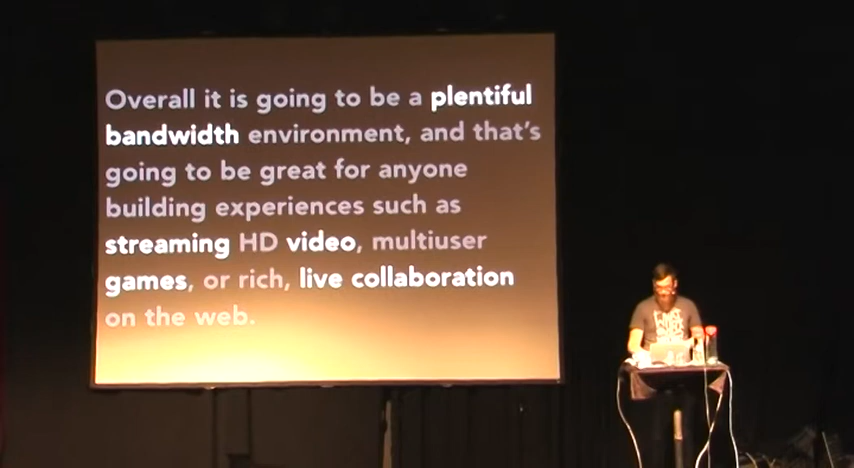 Overall it is going to be a plentiful
bandwidth environment, and that's
going to be great for anyone
building experiences such as
streaming HD video, multiuser
games, or rich, live collaboration
on the web.